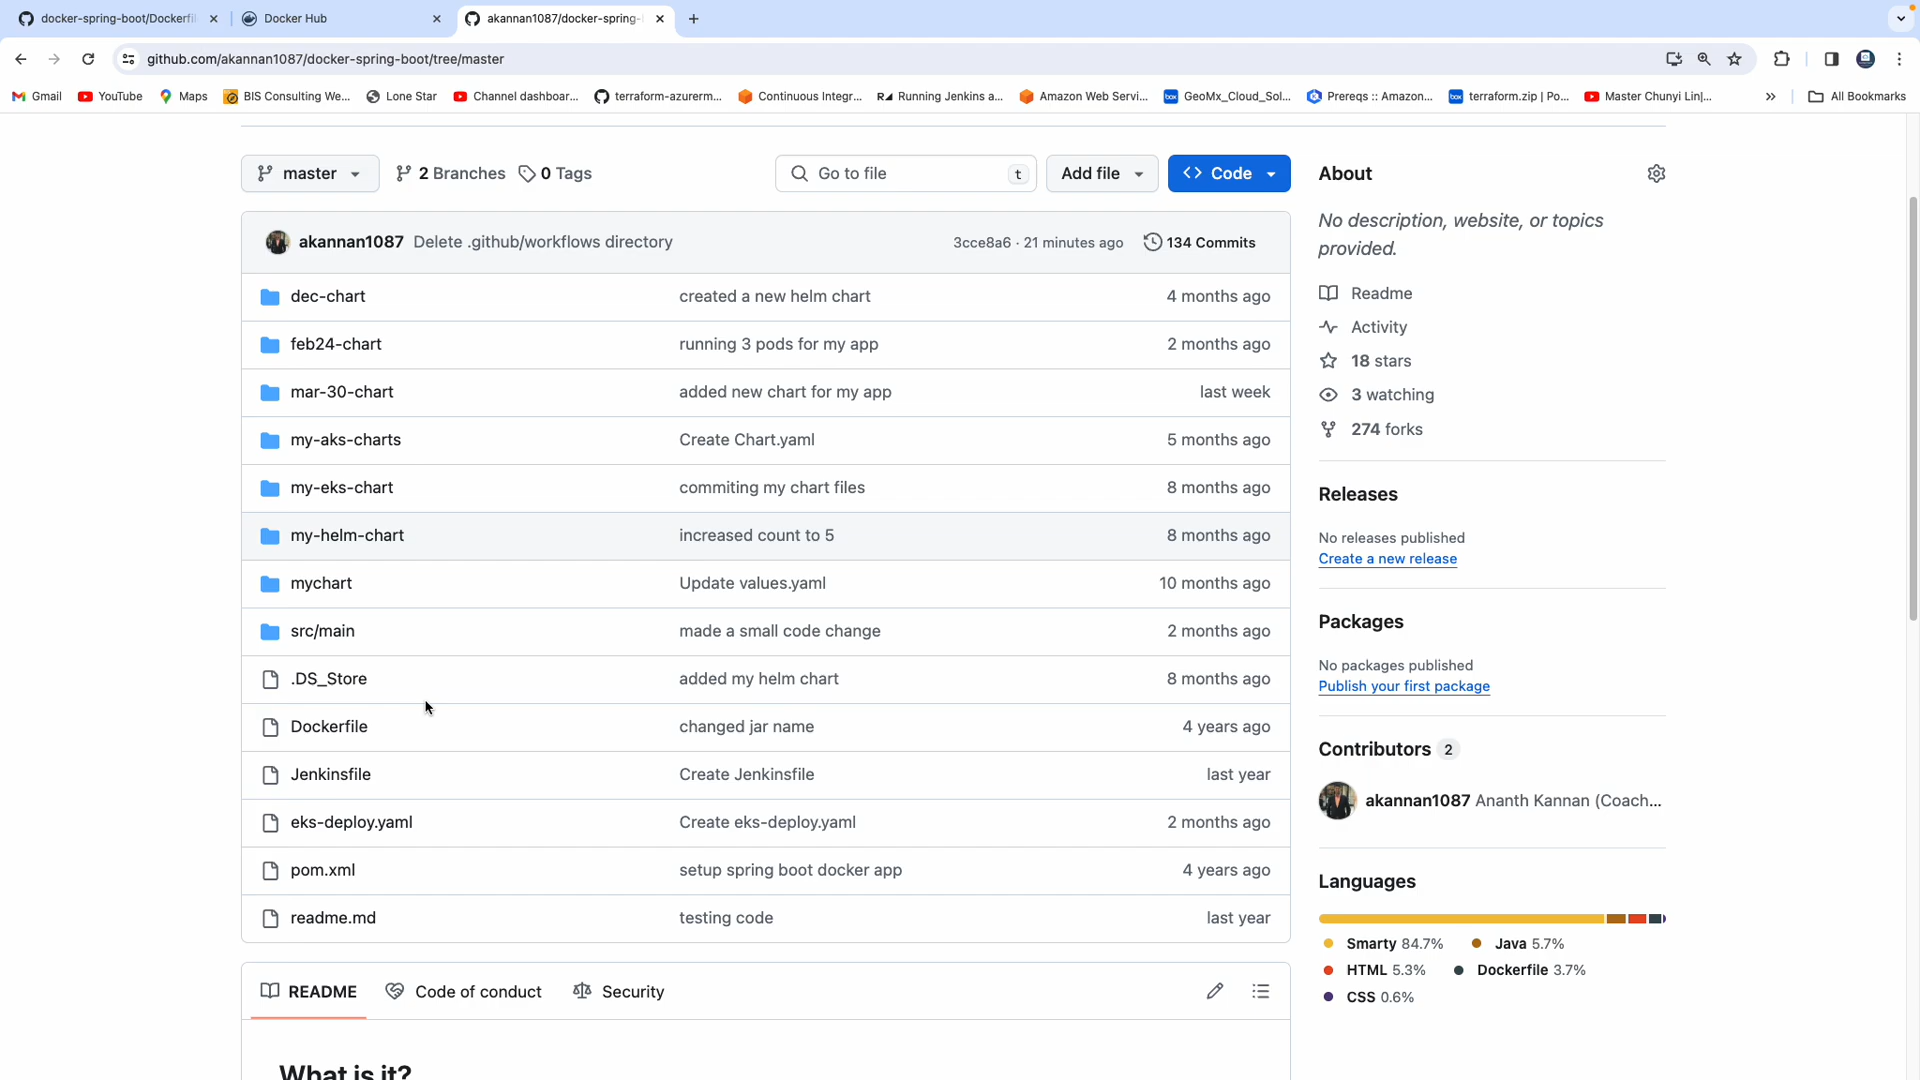 docker-spring-boot/Dockerfil
Docker Hub
akannan1087/docker-spring-
github.com/akannan1087/docker-spring-boot/tree/master
Gmail
YouTube
Maps
BIS Consulting We...
Lone Star
Channel dashboar...
terraform-azurerm...
Continuous Integr...
Running Jenkins a...
Amazon Web Servi...
GeoMx_Cloud_Sol...
Prereqs :: Amazon...
terraform.zip | Po...
Master Chunyi Lin|...
»
All Bookmarks
master
2 Branches
0 Tags
Go to file
t
Add file
Code
akannan1087 Delete .github/workflows directory
3cce8a6 · 21 minutes ago
134 Commits
dec-chart created a new helm chart 4 months ago
feb24-chart running 3 pods for my app 2 months ago
mar-30-chart added new chart for my app last week
my-aks-charts Create Chart.yaml 5 months ago
my-eks-chart commiting my chart files 8 months ago
my-helm-chart increased count to 5 8 months ago
mychart Update values.yaml 10 months ago
src/main made a small code change 2 months ago
.DS_Store added my helm chart 8 months ago
Dockerfile changed jar name 4 years ago
Jenkinsfile Create Jenkinsfile last year
eks-deploy.yaml Create eks-deploy.yaml 2 months ago
pom.xml setup spring boot docker app 4 years ago
readme.md testing code last year
README
Code of conduct
Security
What is it?
About
No description, website, or topics
provided.
Readme
Activity
18 stars
3 watching
274 forks
Releases
No releases published
Create a new release
Packages
No packages published
Publish your first package
Contributors 2
akannan1087 Ananth Kannan (Coach...
Languages
Smarty 84.7% Java 5.7%
HTML 5.3% Dockerfile 3.7%
CSS 0.6%